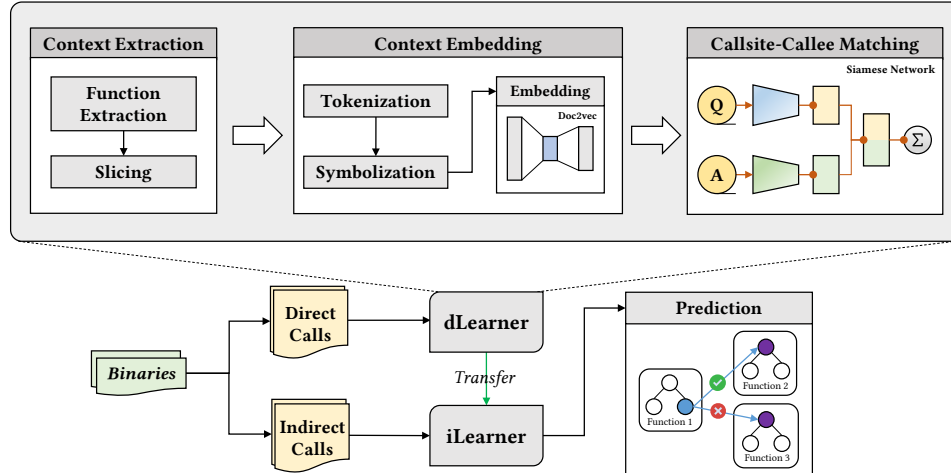 Context Extraction
Function
Extraction
Slicing
Context Embedding
Tokenization
Symbolization
Embedding
Doc2vec
Callsite-Callee Matching
Siamese Network
Q
A
Σ
Binaries
Direct
Calls
Indirect
Calls
dLearner
Transfer
iLearner
Prediction
Function 1
Function 2
Function 3